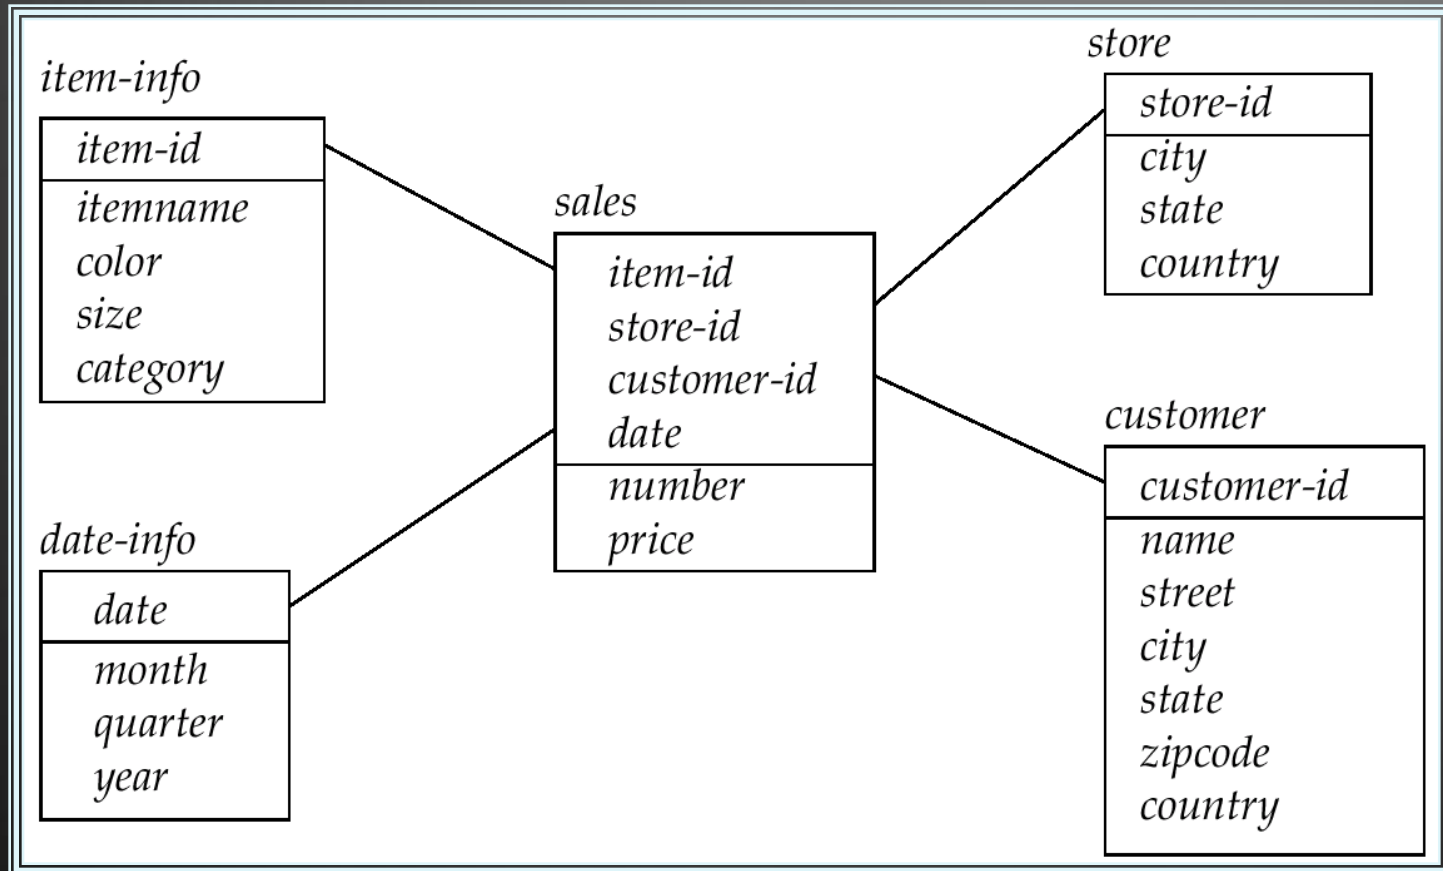 item-info
item-id
itemname
color
size
category
date-info
date
month
quarter
year
sales
item-id
store-id
customer-id
date
number
price
store
store-id
city
state
country
customer
customer-id
name
street
city
state
zipcode
country